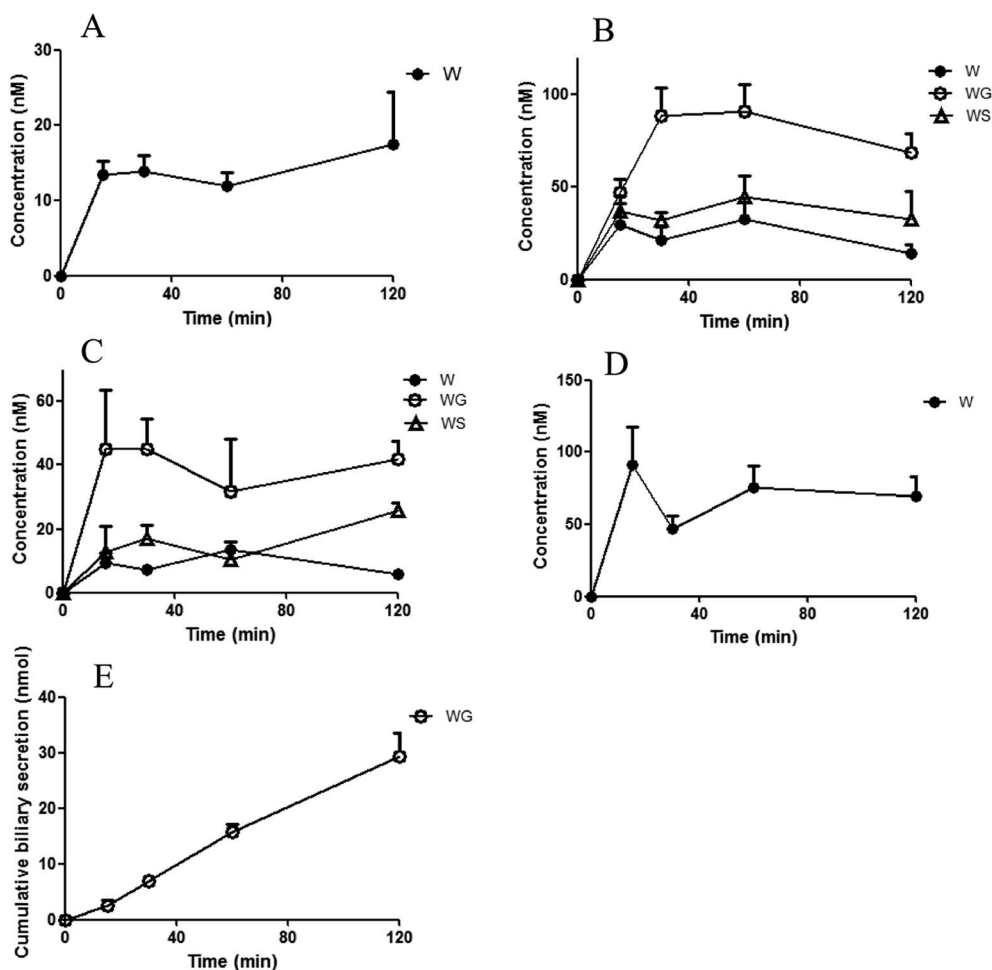 A
Concentration (nM)
30
20
10
0
0 40 80 120
Time (min)
W
B
Concentration (nM)
100
50
0
0 40 80 120
Time (min)
W
WG
WS
C
Concentration (nM)
60
40
20
0
0 40 80 120
Time (min)
W
WG
WS
D
Concentration (nM)
150
100
50
0
0 40 80 120
Time (min)
W
E
Cumulative biliary secretion (nmol)
40
30
20
10
0
0 40 80 120
Time (min)
WG